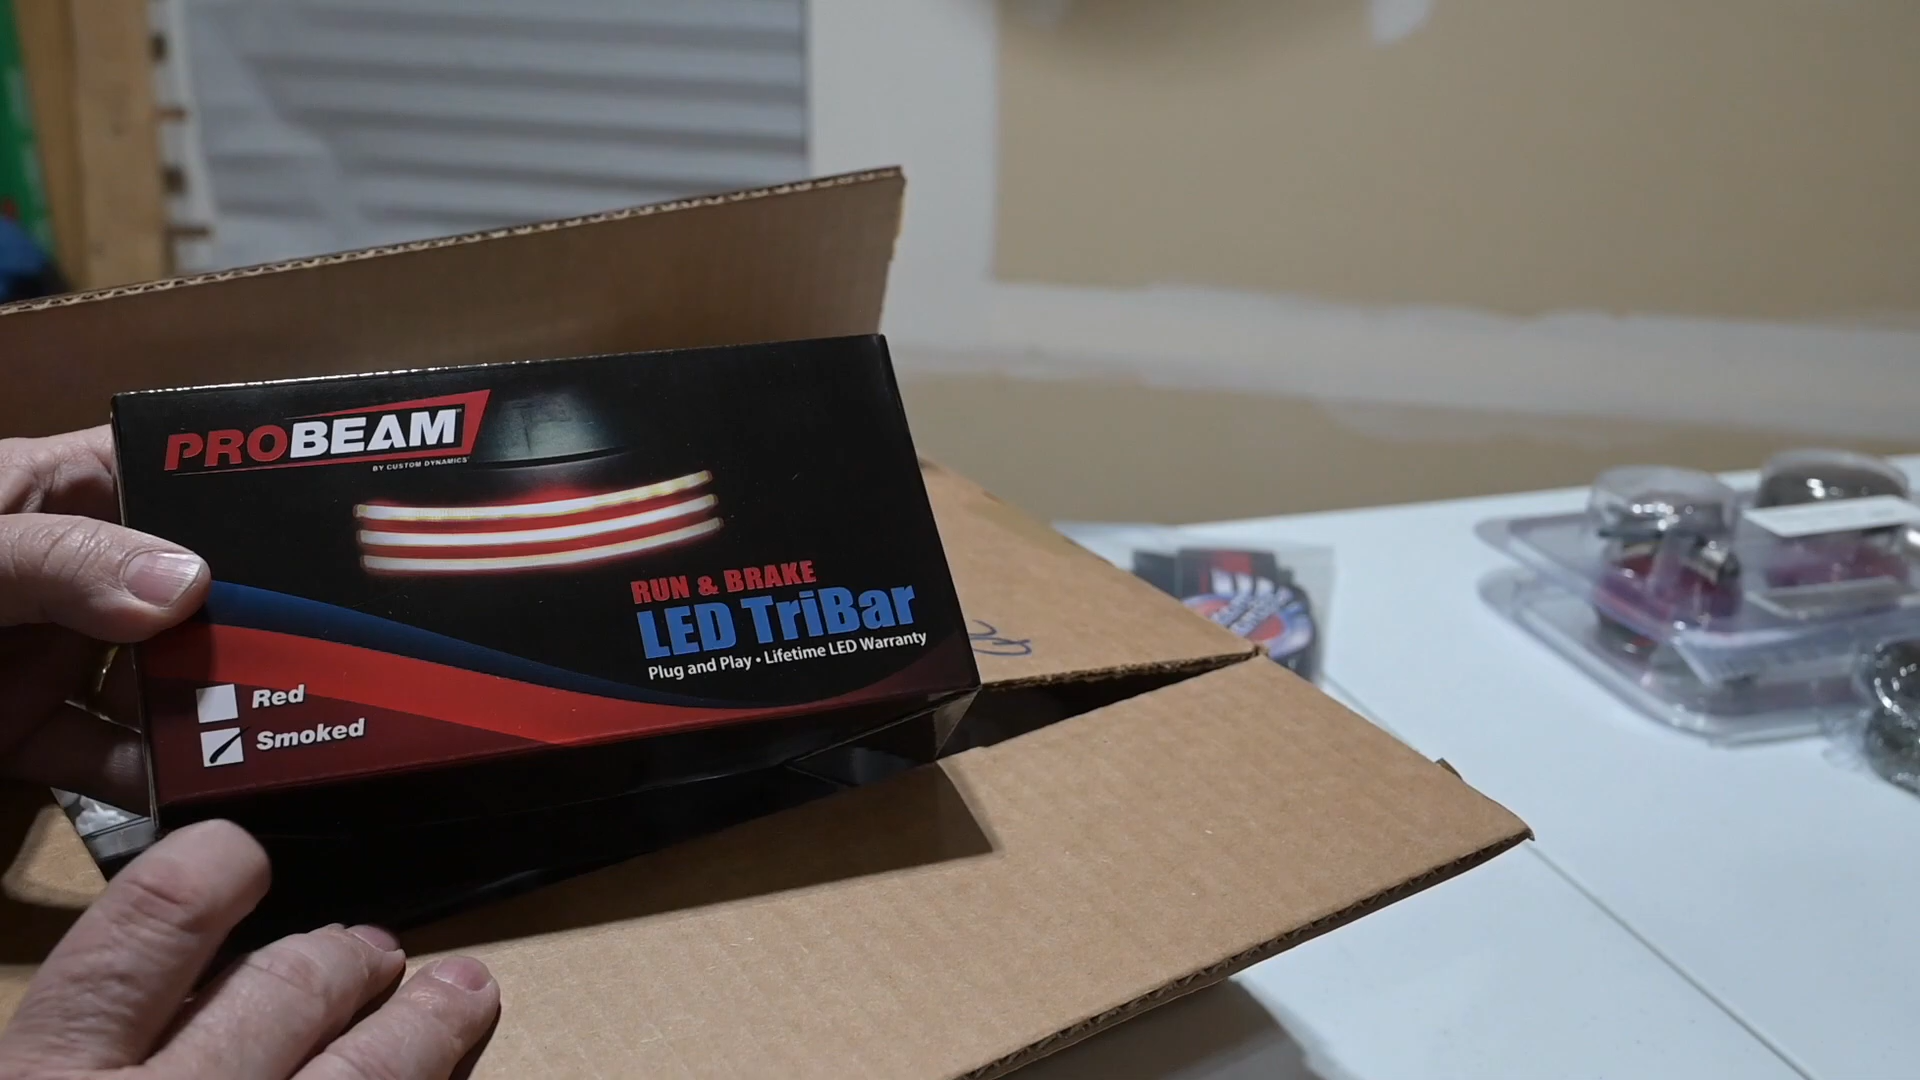 PROBEAM
BY CUSTOM DYNAMICS
RUN & BRAKE
LED TriBar
Plug and Play • Lifetime LED Warranty
Red
Smoked